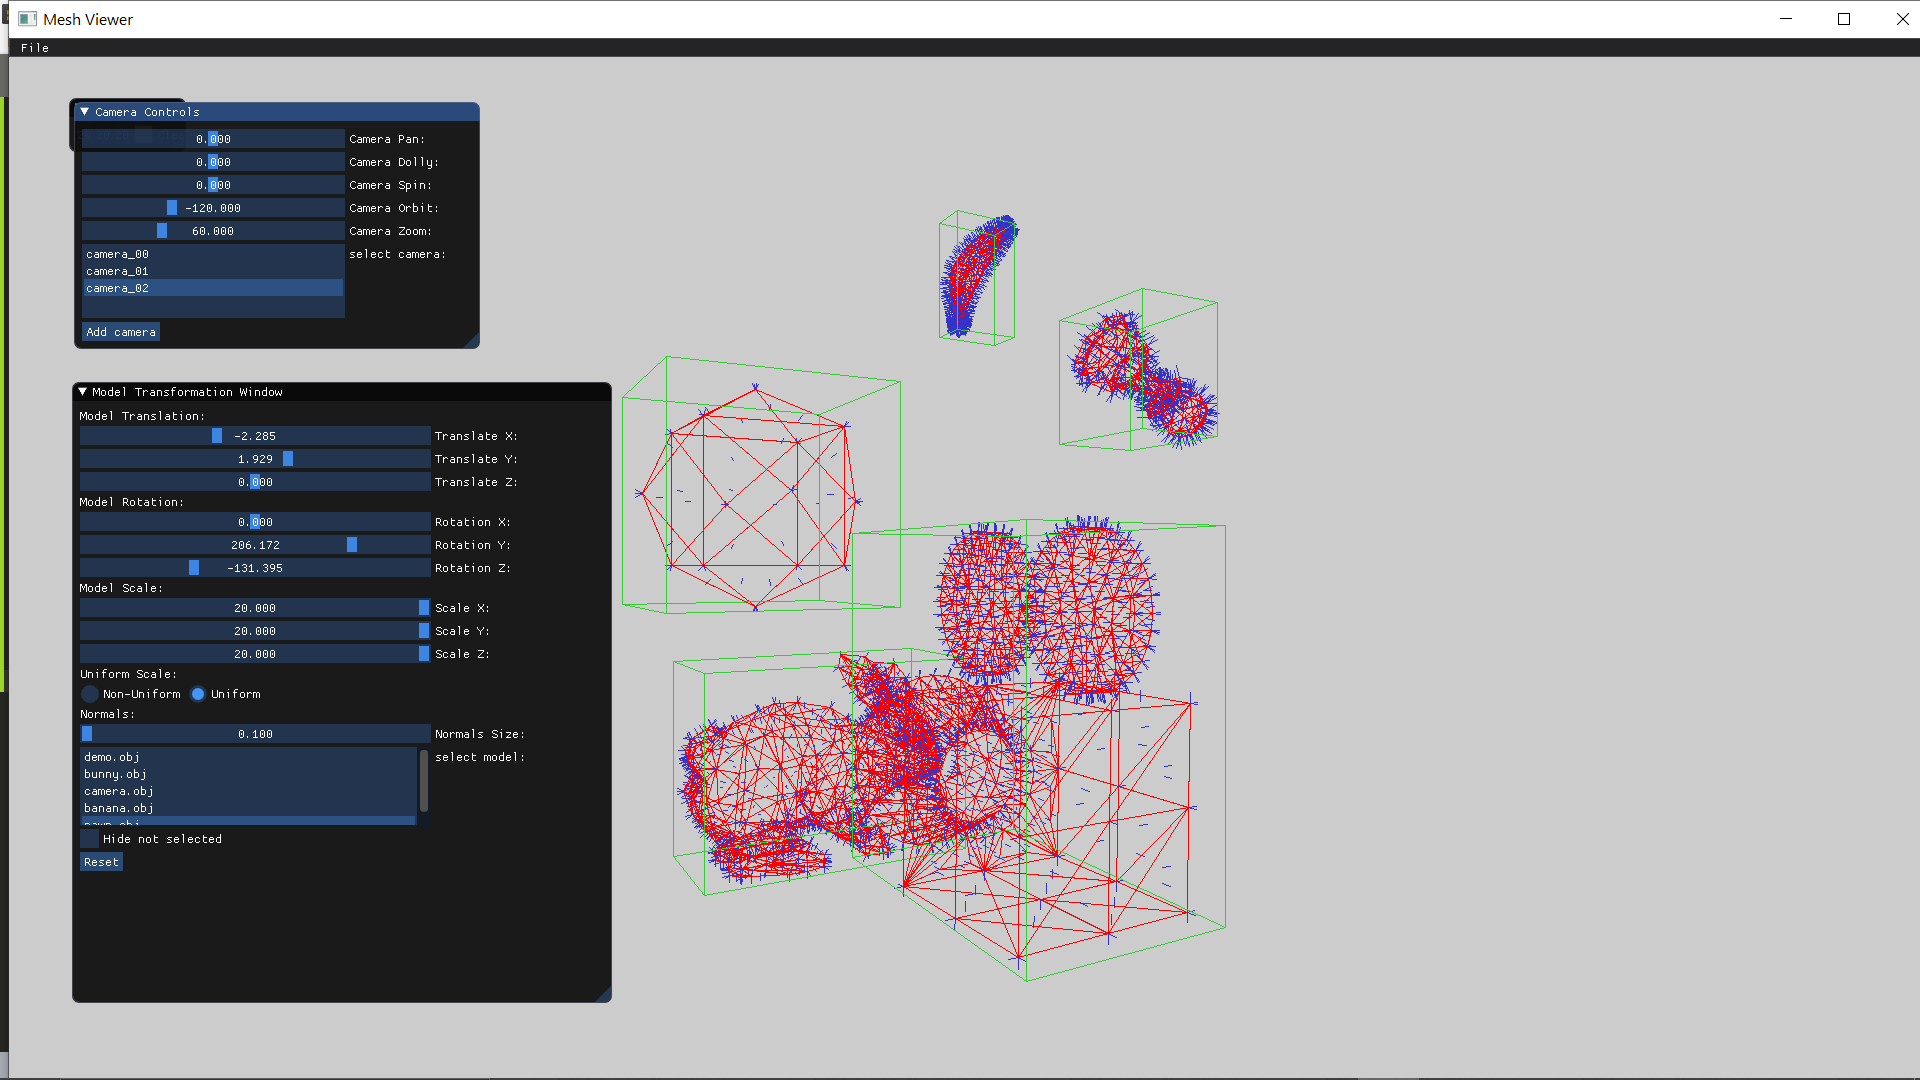 Mesh Viewer
File
Camera Controls
0.000 Camera Pan:
0.000 Camera Dolly:
0.000 Camera Spin:
-120.000 Camera Orbit:
60.000 Camera Zoom:
camera_00 select camera:
camera_01
camera_02
Add camera
Model Transformation Window
Model Translation:
-2.285 Translate X:
1.929 Translate Y:
0.000 Translate Z:
Model Rotation:
0.000 Rotation X:
206.172 Rotation Y:
-131.395 Rotation Z:
Model Scale:
20.000 Scale X:
20.000 Scale Y:
20.000 Scale Z:
Uniform Scale:
Non-Uniform Uniform
Normals:
0.100 Normals Size:
demo.obj select model:
bunny.obj
camera.obj
banana.obj
Hide not selected
Reset